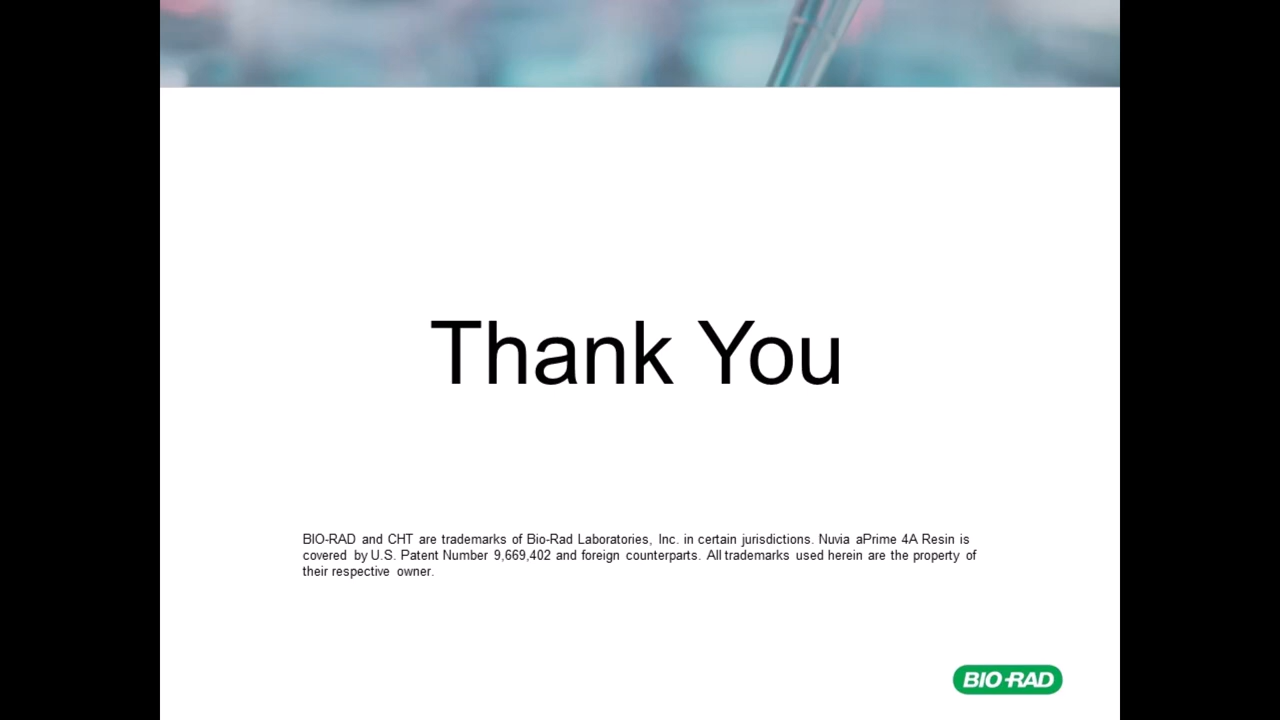 Thank You
BIO-RAD and CHT are trademarks of Bio-Rad Laboratories, Inc. in certain jurisdictions. Nuvia aPrime 4A Resin is
covered by U.S. Patent Number 9,669,402 and foreign counterparts. All trademarks used herein are the property of
their respective owner.
BIO-RAD